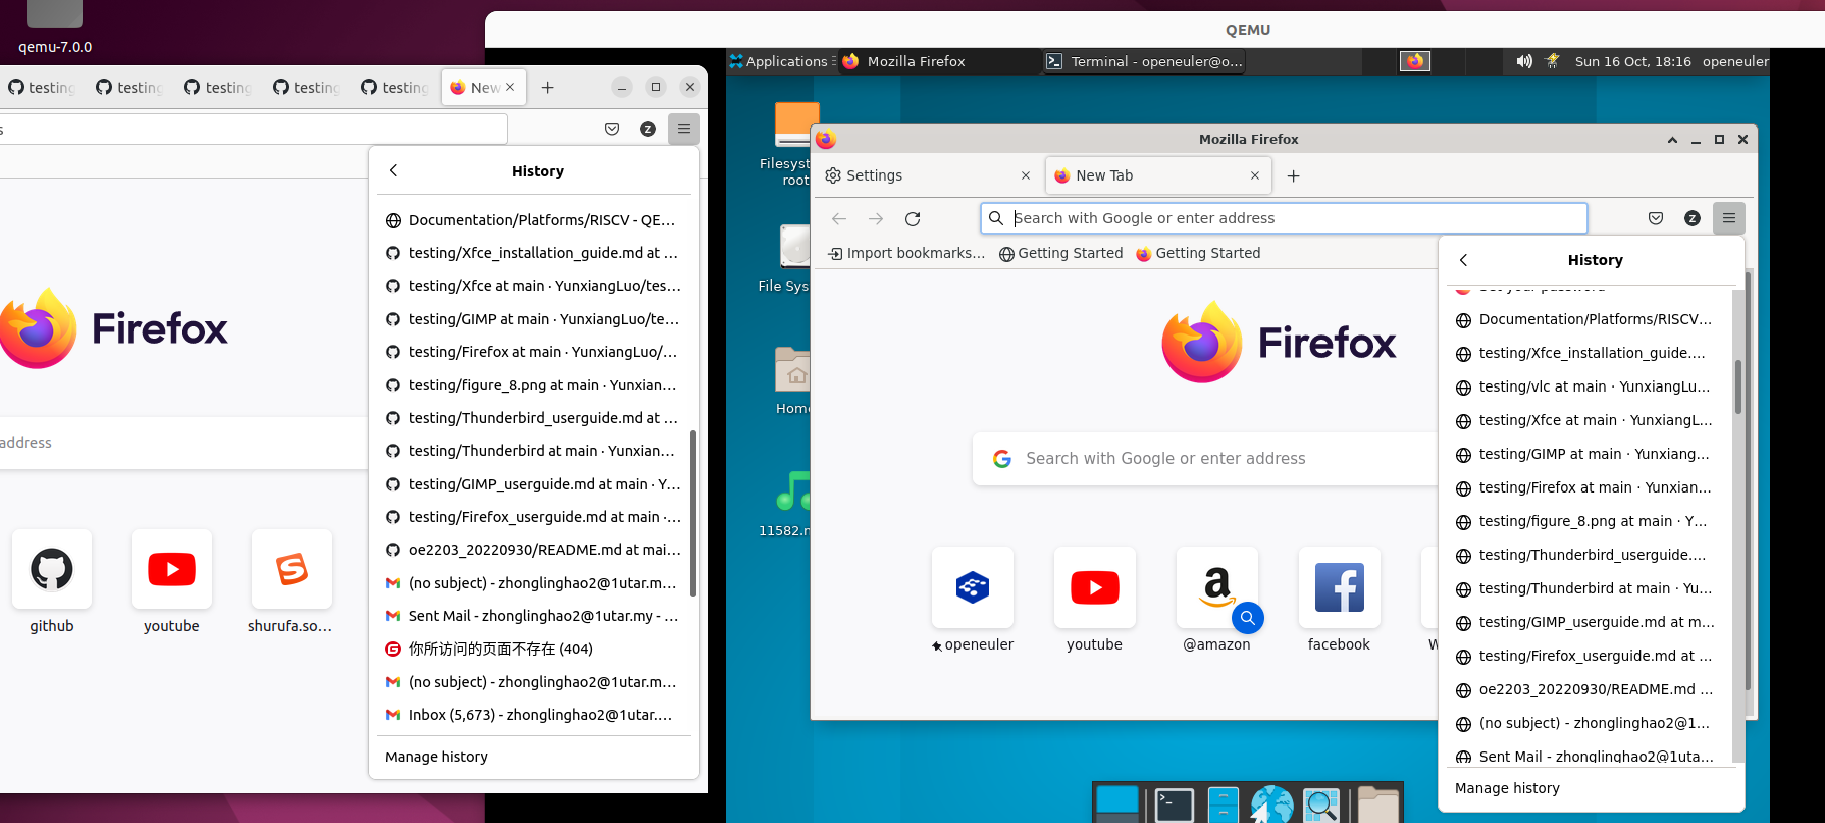 qemu-7.0.0
QEMU
testing
testing
testing
testing
testing
New
s
History
Documentation/Platforms/RISCV - QE...
testing/Xfce_installation_guide.md at ...
testing/Xfce at main · YunxiangLuo/tes...
testing/GIMP at main · YunxiangLuo/te...
testing/Firefox at main · YunxiangLuo/...
testing/figure_8.png at main · Yunxian...
testing/Thunderbird_userguide.md at ...
testing/Thunderbird at main · Yunxian...
testing/GIMP_userguide.md at main · Y...
testing/Firefox_userguide.md at main ·...
oe2203_20220930/README.md at mai...
(no subject) - zhonglinghao2@1utar.m...
Sent Mail - zhonglinghao2@1utar.my - ...
你所访问的页面不存在 (404)
(no subject) - zhonglinghao2@1utar.m...
Inbox (5,673) - zhonglinghao2@1utar....
Manage history
Firefox
address
github
youtube
shurufa.so...
Applications
Mozilla Firefox
Terminal - openeuler@o...
Sun 16 Oct, 18:16
openeuler
Filesyst
root
File Sys
Home
11582.m
Mozilla Firefox
Settings
New Tab
Search with Google or enter address
Import bookmarks...
Getting Started
Getting Started
Firefox
Search with Google or enter address
openeuler
youtube
@amazon
facebook
W
History
Documentation/Platforms/RISCV...
testing/Xfce_installation_guide....
testing/vlc at main · YunxiangLu...
testing/Xfce at main · YunxiangL...
testing/GIMP at main · Yunxiang...
testing/Firefox at main · Yunxian...
testing/figure_8.png at main · Y...
testing/Thunderbird_userguide....
testing/Thunderbird at main · Yu...
testing/GIMP_userguide.md at m...
testing/Firefox_userguide.md at ...
oe2203_20220930/README.md ...
(no subject) - zhonglinghao2@1...
Sent Mail - zhonglinghao2@1uta...
Manage history